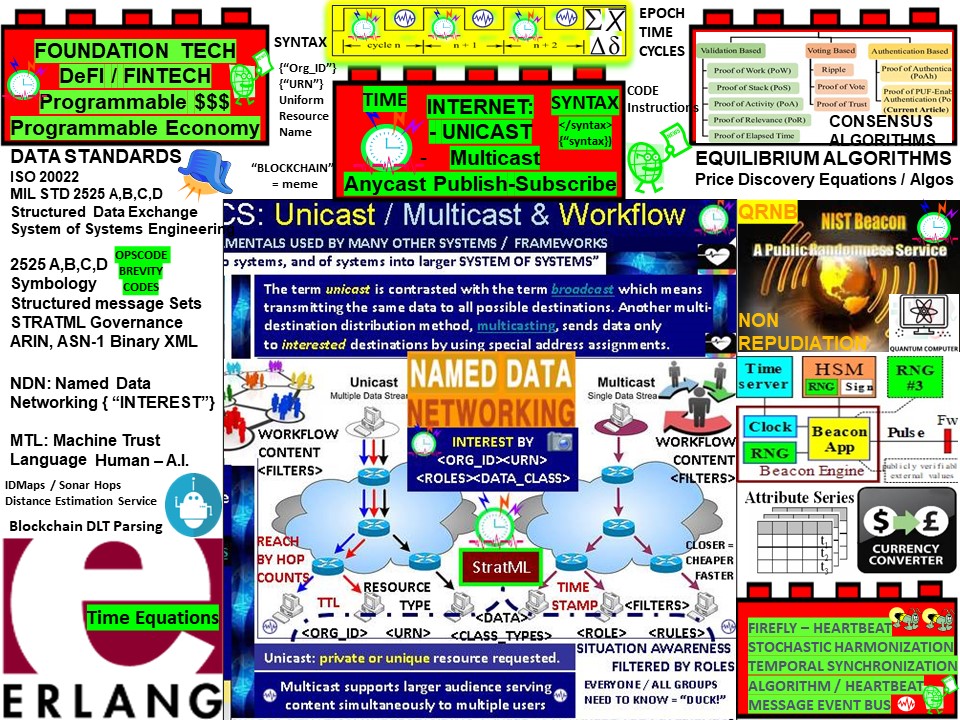 FOUNDATION TECH
DeFI / FINTECH
Programmable $$$
Programmable Economy
SYNTAX
{“Org_ID”}
{“URN”}
Uniform
Resource
Name
“BLOCKCHAIN”
= meme
cycle n
n + 1
n + 2
ΣX
Δδ
EPOCH
TIME
CYCLES
TIME
INTERNET:
- UNICAST
- Multicast
Anycast Publish-Subscribe
SYNTAX
</syntax>
{“syntax})
CODE
Instructions
NEWS
Validation Based
Voting Based
Authentication Based
Proof of Work (PoW)
Proof of Stack (PoS)
Proof of Activity (PoA)
Proof of Relevance (PoR)
Proof of Elapsed Time
Ripple
Proof of Vote
Proof of Trust
Proof of Authentica
(PoAh)
Proof of PUF-Enab
Authentication (Po
(Current Article)
CONSENSUS
ALGORITHMS
EQUILIBRIUM ALGORITHMS
Price Discovery Equations / Algos
DATA STANDARDS
ISO 20022
MIL STD 2525 A,B,C,D
Structured Data Exchange
System of Systems Engineerin
2525 A,B,C,D
Symbology
Structured message Sets
STRATML Governance
ARIN, ASN-1 Binary XML
OPSCODE
BREVITY
CODES
NDN: Named Data
Networking { “INTEREST”}
MTL: Machine Trust
Language Human – A.I.
IDMaps / Sonar Hops
Distance Estimation Service
Blockchain DLT Parsing
Time Equations
ERLANG
CS: Unicast / Multicast & Workflow
AMENTALS USED BY MANY OTHER SYSTEMS / FRAMEWORKS
o systems, and of systems into larger SYSTEM OF SYSTEMS”
The term unicast is contrasted with the term broadcast which means
transmitting the same data to all possible destinations. Another multi-
destination distribution method, multicasting, sends data only
to interested destinations by using special address assignments.
Unicast
Multiple Data Strea
NAMED DATA
NETWORKING
Multicast
Single Data Stream
WORKFLOW
CONTENT
<FILTERS>
INTEREST BY
<ORG_ID><URN>
<ROLES><DATA_CLASS>
WORKFLOW
CONTENT
<FILTERS>
REACH
BY HOP
COUNTS
TTL
RESOURCE
TYPE
StratML
TIME
STAMP
CLOSER =
CHEAPER
FASTER
<ORG_ID>
<URN>
<DATA>
<CLASS_TYPES>
<ROLE>
<FILTERS>
<RULES>
Unicast: private or unique resource requested.
Multicast supports larger audience serving
content simultaneously to multiple users
SITUATION AWARENESS
FILTERED BY ROLES
EVERYONE / ALL GROUPS
NEED TO KNOW = “DUCK!”
QRNB
NIST Beacon
A Public Randomness Service
NON
REPUDIATION
QUANTUM COMPUTER
Time
server
HSM
RNG
Sign
RNG
#3
Clock
RNG
Beacon
App
Beacon Engine
Pulse
Fw
publicly verifiabl
external values
Attribute Series
t1
t2
t3
$
£
CURRENCY
CONVERTER
FIREFLY – HEARTBEAT
STOCHASTIC HARMONIZATION
TEMPORAL SYNCHRONIZATION
ALGORITHM / HEARTBEAT
MESSAGE EVENT BUS